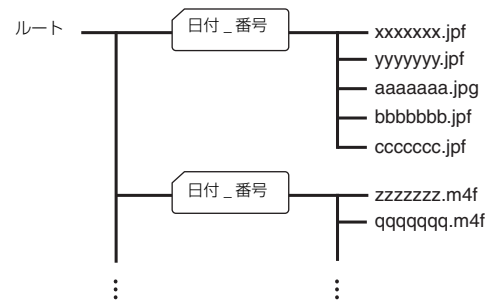 ルート
日付_番号
xxxxxxx.jpf
yyyyyyy.jpf
aaaaaaa.jpg
bbbbbbb.jpf
ccccccc.jpf
日付_番号
zzzzzzz.m4f
qqqqqqq.m4f